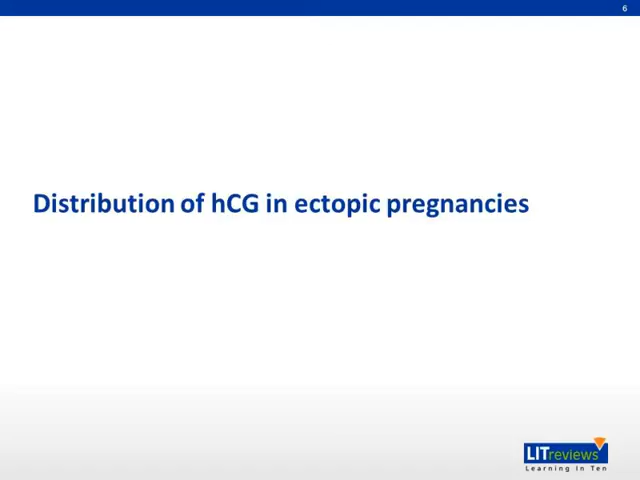 6
Distribution of hCG in ectopic pregnancies
LITreviews
Learning in Ten